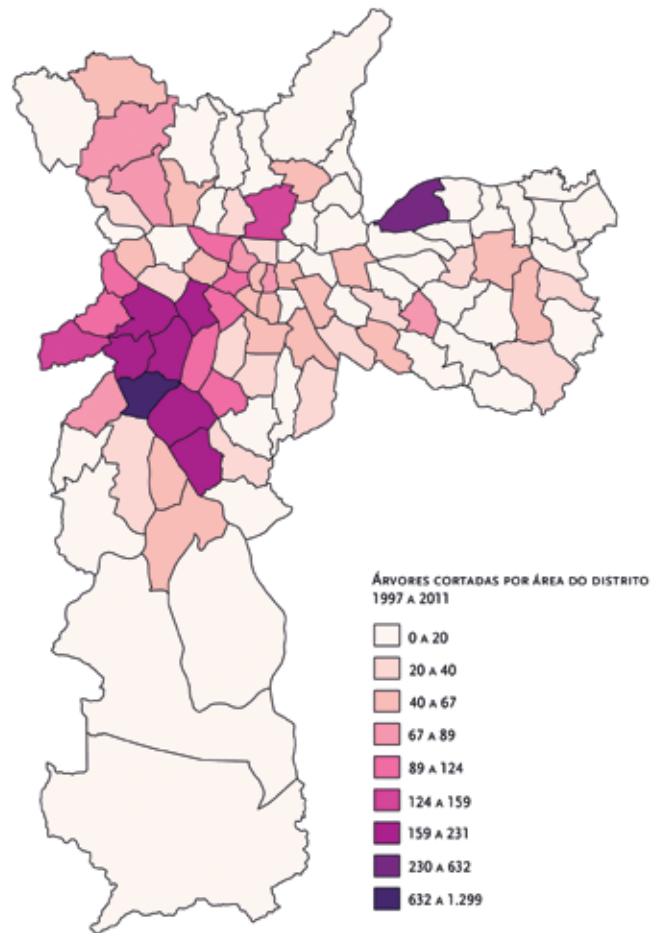 ÁRVORES CORTADAS POR ÁREA DO DISTRITO
1997 A 2011
0 A 20
20 A 40
40 A 67
67 A 89
89 A 124
124 A 159
159 A 231
230 A 632
632 A 1.299